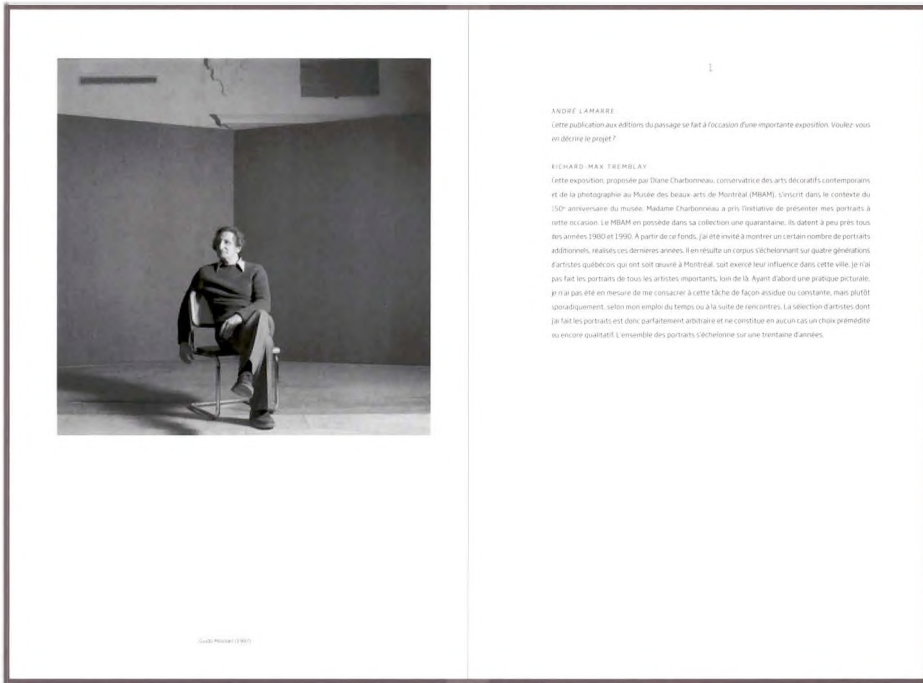 1
ANDRÉ LAMARRE
Cette publication aux éditions du passage se fait à l'occasion d'une importante exposition. Voulez-vous
en décrire le projet ?
RICHARD-MAX TREMBLAY
Cette exposition, proposée par Diane Charbonneau, conservatrice des arts décoratifs contemporains
et de la photographie au Musée des beaux-arts de Montréal (MBAM), s'inscrit dans le contexte du
150e anniversaire du musée. Madame Charbonneau a pris l'initiative de présenter mes portraits à
cette occasion. Le MBAM en possède dans sa collection une quarantaine, ils datent à peu près tous
des années 1980 et 1990. À partir de ce fonds, j'ai été invité à montrer un certain nombre de portraits
additionnels, réalisés ces dernières années. Il en résulte un corpus s'échelonnant sur quatre générations
d'artistes québécois qui ont soit œuvré à Montréal, soit exercé leur influence dans cette ville. Je n'ai
pas fait les portraits de tous les artistes importants, loin de là. Ayant d'abord une pratique picturale,
je n'ai pas été en mesure de me consacrer à cette tâche de façon assidue ou constante, mais plutôt
sporadiquement, selon mon emploi du temps ou à la suite de rencontres. La sélection d'artistes dont
j'ai fait les portraits est donc parfaitement arbitraire et ne constitue en aucun cas un choix prémédité
ou encore qualitatif. L'ensemble des portraits s'échelonne sur une trentaine d'années.
Guido Molinari